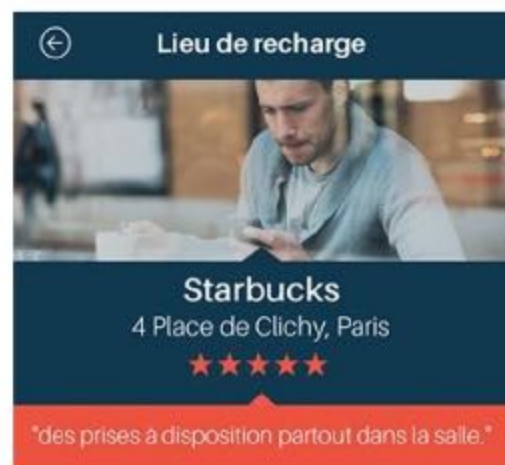 Lieu de recharge
Starbucks
4 Place de Clichy, Paris
"des prises à disposition partout dans la salle."